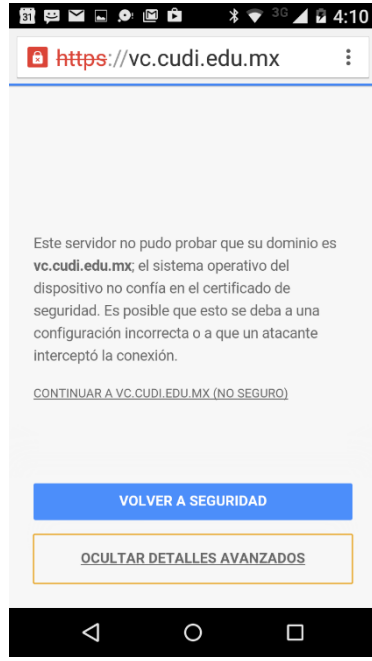 31 3G 4:10
https://vc.cudi.edu.mx
Este servidor no pudo probar que su dominio es
vc.cudi.edu.mx; el sistema operativo del
dispositivo no confía en el certificado de
seguridad. Es posible que esto se deba a una
configuración incorrecta o a que un atacante
interceptó la conexión.
CONTINUAR A VC.CUDI.EDU.MX (NO SEGURO)
VOLVER A SEGURIDAD
OCULTAR DETALLES AVANZADOS